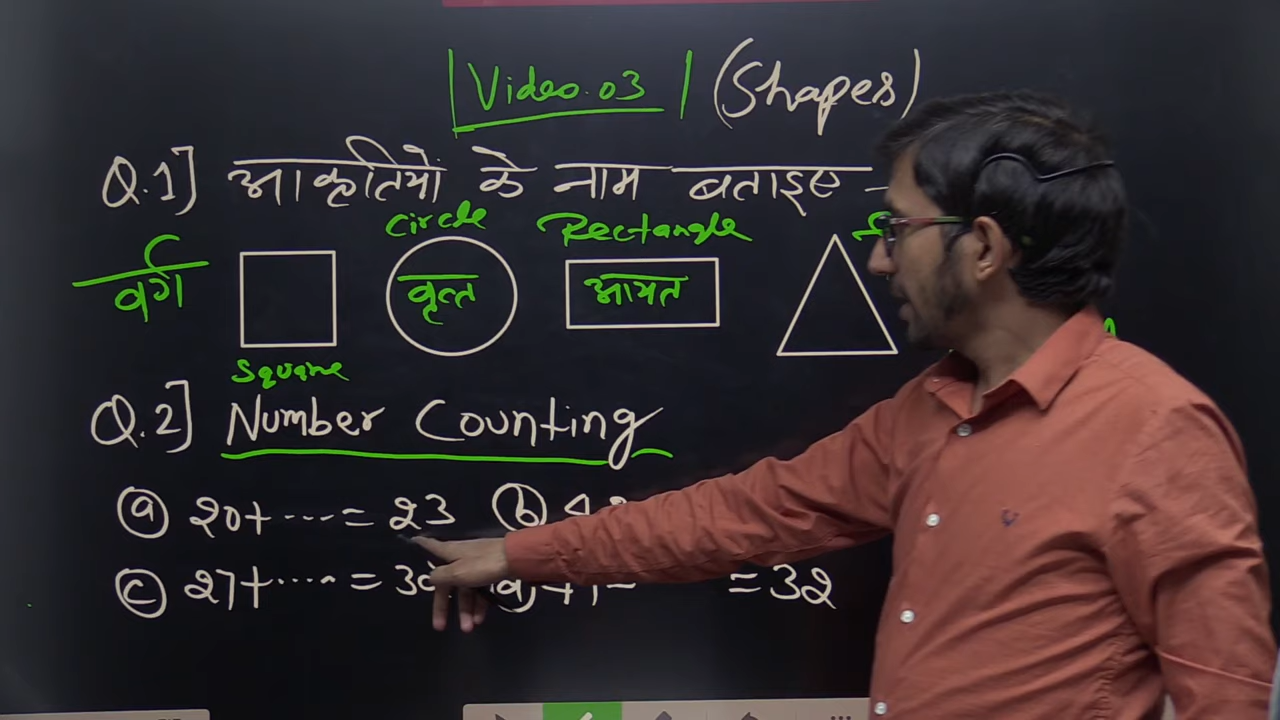 Video.03 (Shapes)
Q.1] आकृतियों के नाम बताइए -
Circle Rectangle
वर्ग वृत्त आयत
Square
Q.2] Number Counting
(a) 20+....=23 (b)
(c) 27+....=30 = 32